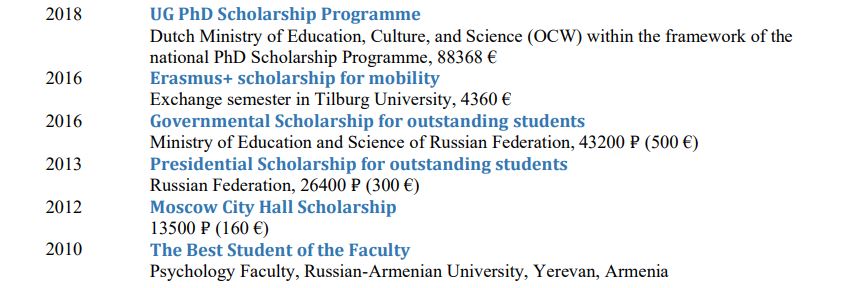 2018 UG PhD Scholarship Programme
Dutch Ministry of Education, Culture, and Science (OCW) within the framework of the
national PhD Scholarship Programme, 88368 €
2016 Erasmus+ scholarship for mobility
Exchange semester in Tilburg University, 4360 €
2016 Governmental Scholarship for outstanding students
Ministry of Education and Science of Russian Federation, 43200 ₽ (500 €)
2013 Presidential Scholarship for outstanding students
Russian Federation, 26400 ₽ (300 €)
2012 Moscow City Hall Scholarship
13500 ₽ (160 €)
2010 The Best Student of the Faculty
Psychology Faculty, Russian-Armenian University, Yerevan, Armenia